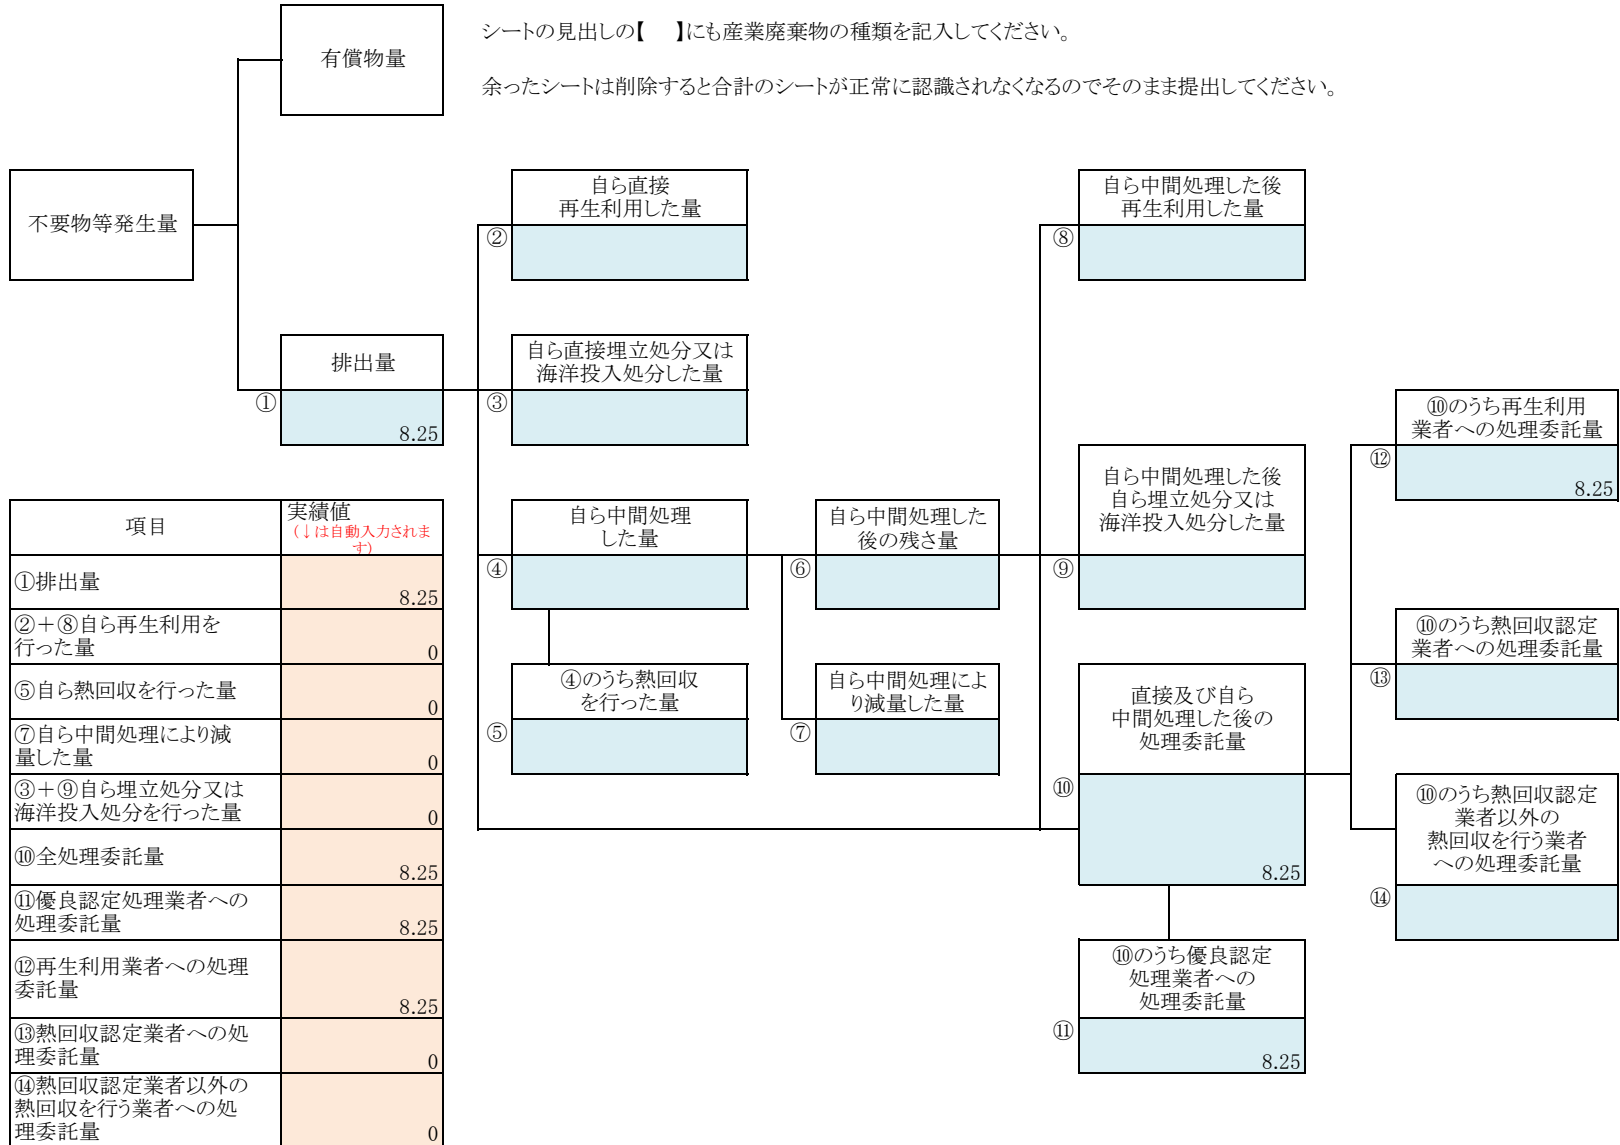 有償物量
シートの見出しの【　】にも産業廃棄物の種類を記入してください。
余ったシートは削除すると合計のシートが正常に認識されなくなるのでそのまま提出してください。
不要物等発生量
自ら直接
再生利用した量
②
自ら中間処理した後
再生利用した量
⑧
排出量
①
8.25
自ら直接埋立処分又は
海洋投入処分した量
③
⑩のうち再生利用
業者への処理委託量
⑫
8.25
自ら中間処理
した量
④
自ら中間処理した
後の残さ量
⑥
自ら中間処理した後
自ら埋立処分又は
海洋投入処分した量
⑨
④のうち熱回収
を行った量
⑤
自ら中間処理によ
り減量した量
⑦
直接及び自ら
中間処理した後の
処理委託量
⑩
8.25
⑩のうち熱回収認定
業者への処理委託量
⑬
⑩のうち熱回収認定
業者以外の
熱回収を行う業者
への処理委託量
⑭
⑩のうち優良認定
処理業者への
処理委託量
⑪
8.25
項目
実績値
(↓は自動入力されま
す)
①排出量
8.25
②＋⑧自ら再生利用を
行った量
0
⑤自ら熱回収を行った量
0
⑦自ら中間処理により減
量した量
0
③＋⑨自ら埋立処分又は
海洋投入処分を行った量
0
⑩全処理委託量
8.25
⑪優良認定処理業者への
処理委託量
8.25
⑫再生利用業者への処理
委託量
8.25
⑬熱回収認定業者への処
理委託量
0
⑭熱回収認定業者以外の
熱回収を行う業者への処
理委託量
0